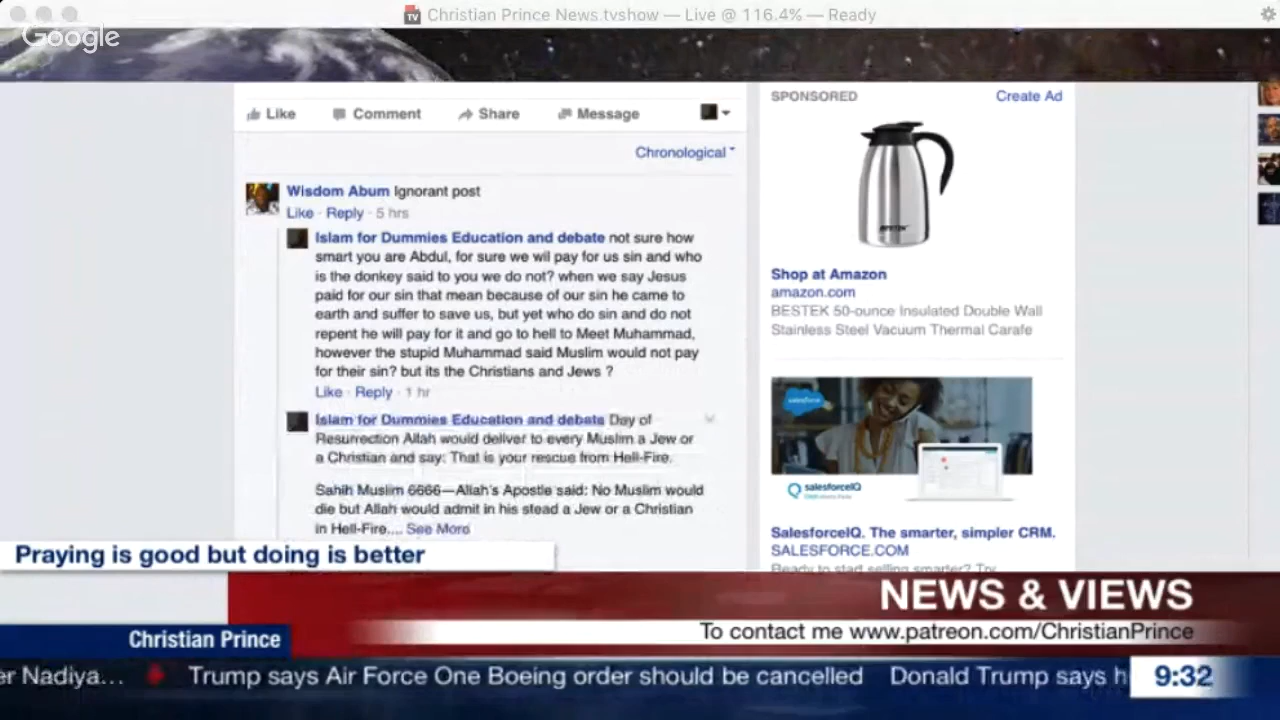 Christian Prince News.tvshow — Live @ 116.4% — Ready
Google
Like Comment Share Message
Chronological
Wisdom Abum Ignorant post
Like · Reply · 5 hrs
Islam for Dummies Education and debate not sure how
smart you are Abdul, for sure we wil pay for us sin and who
is the donkey said to you we do not? when we say Jesus
paid for our sin that mean because of our sin he came to
earth and suffer to save us, but yet who do sin and do not
repent he will pay for it and go to hell to Meet Muhammad,
however the stupid Muhammad said Muslim would not pay
for their sin? but its the Christians and Jews ?
Like · Reply · 1 hr
Islam for Dummies Education and debate Day of
Resurrection Allah would deliver to every Muslim a Jew or
a Christian and say: That is your rescue from Hell-Fire.
Sahih Muslim 6666—Allah's Apostle said: No Muslim would
die but Allah would admit in his stead a Jew or a Christian
in Hell-Fire.... See More
SPONSORED Create Ad
BESTEK
Shop at Amazon
amazon.com
BESTEK 50-ounce Insulated Double Wall
Stainless Steel Vacuum Thermal Carafe
salesforce
salesforceIQ
SalesforceIQ. The smarter, simpler CRM.
SALESFORCE.COM
Ready to start selling smarter? Try
Praying is good but doing is better
NEWS & VIEWS
To contact me www.patreon.com/ChristianPrince
Christian Prince
er Nadiya... Trump says Air Force One Boeing order should be cancelled Donald Trump says h
9:32